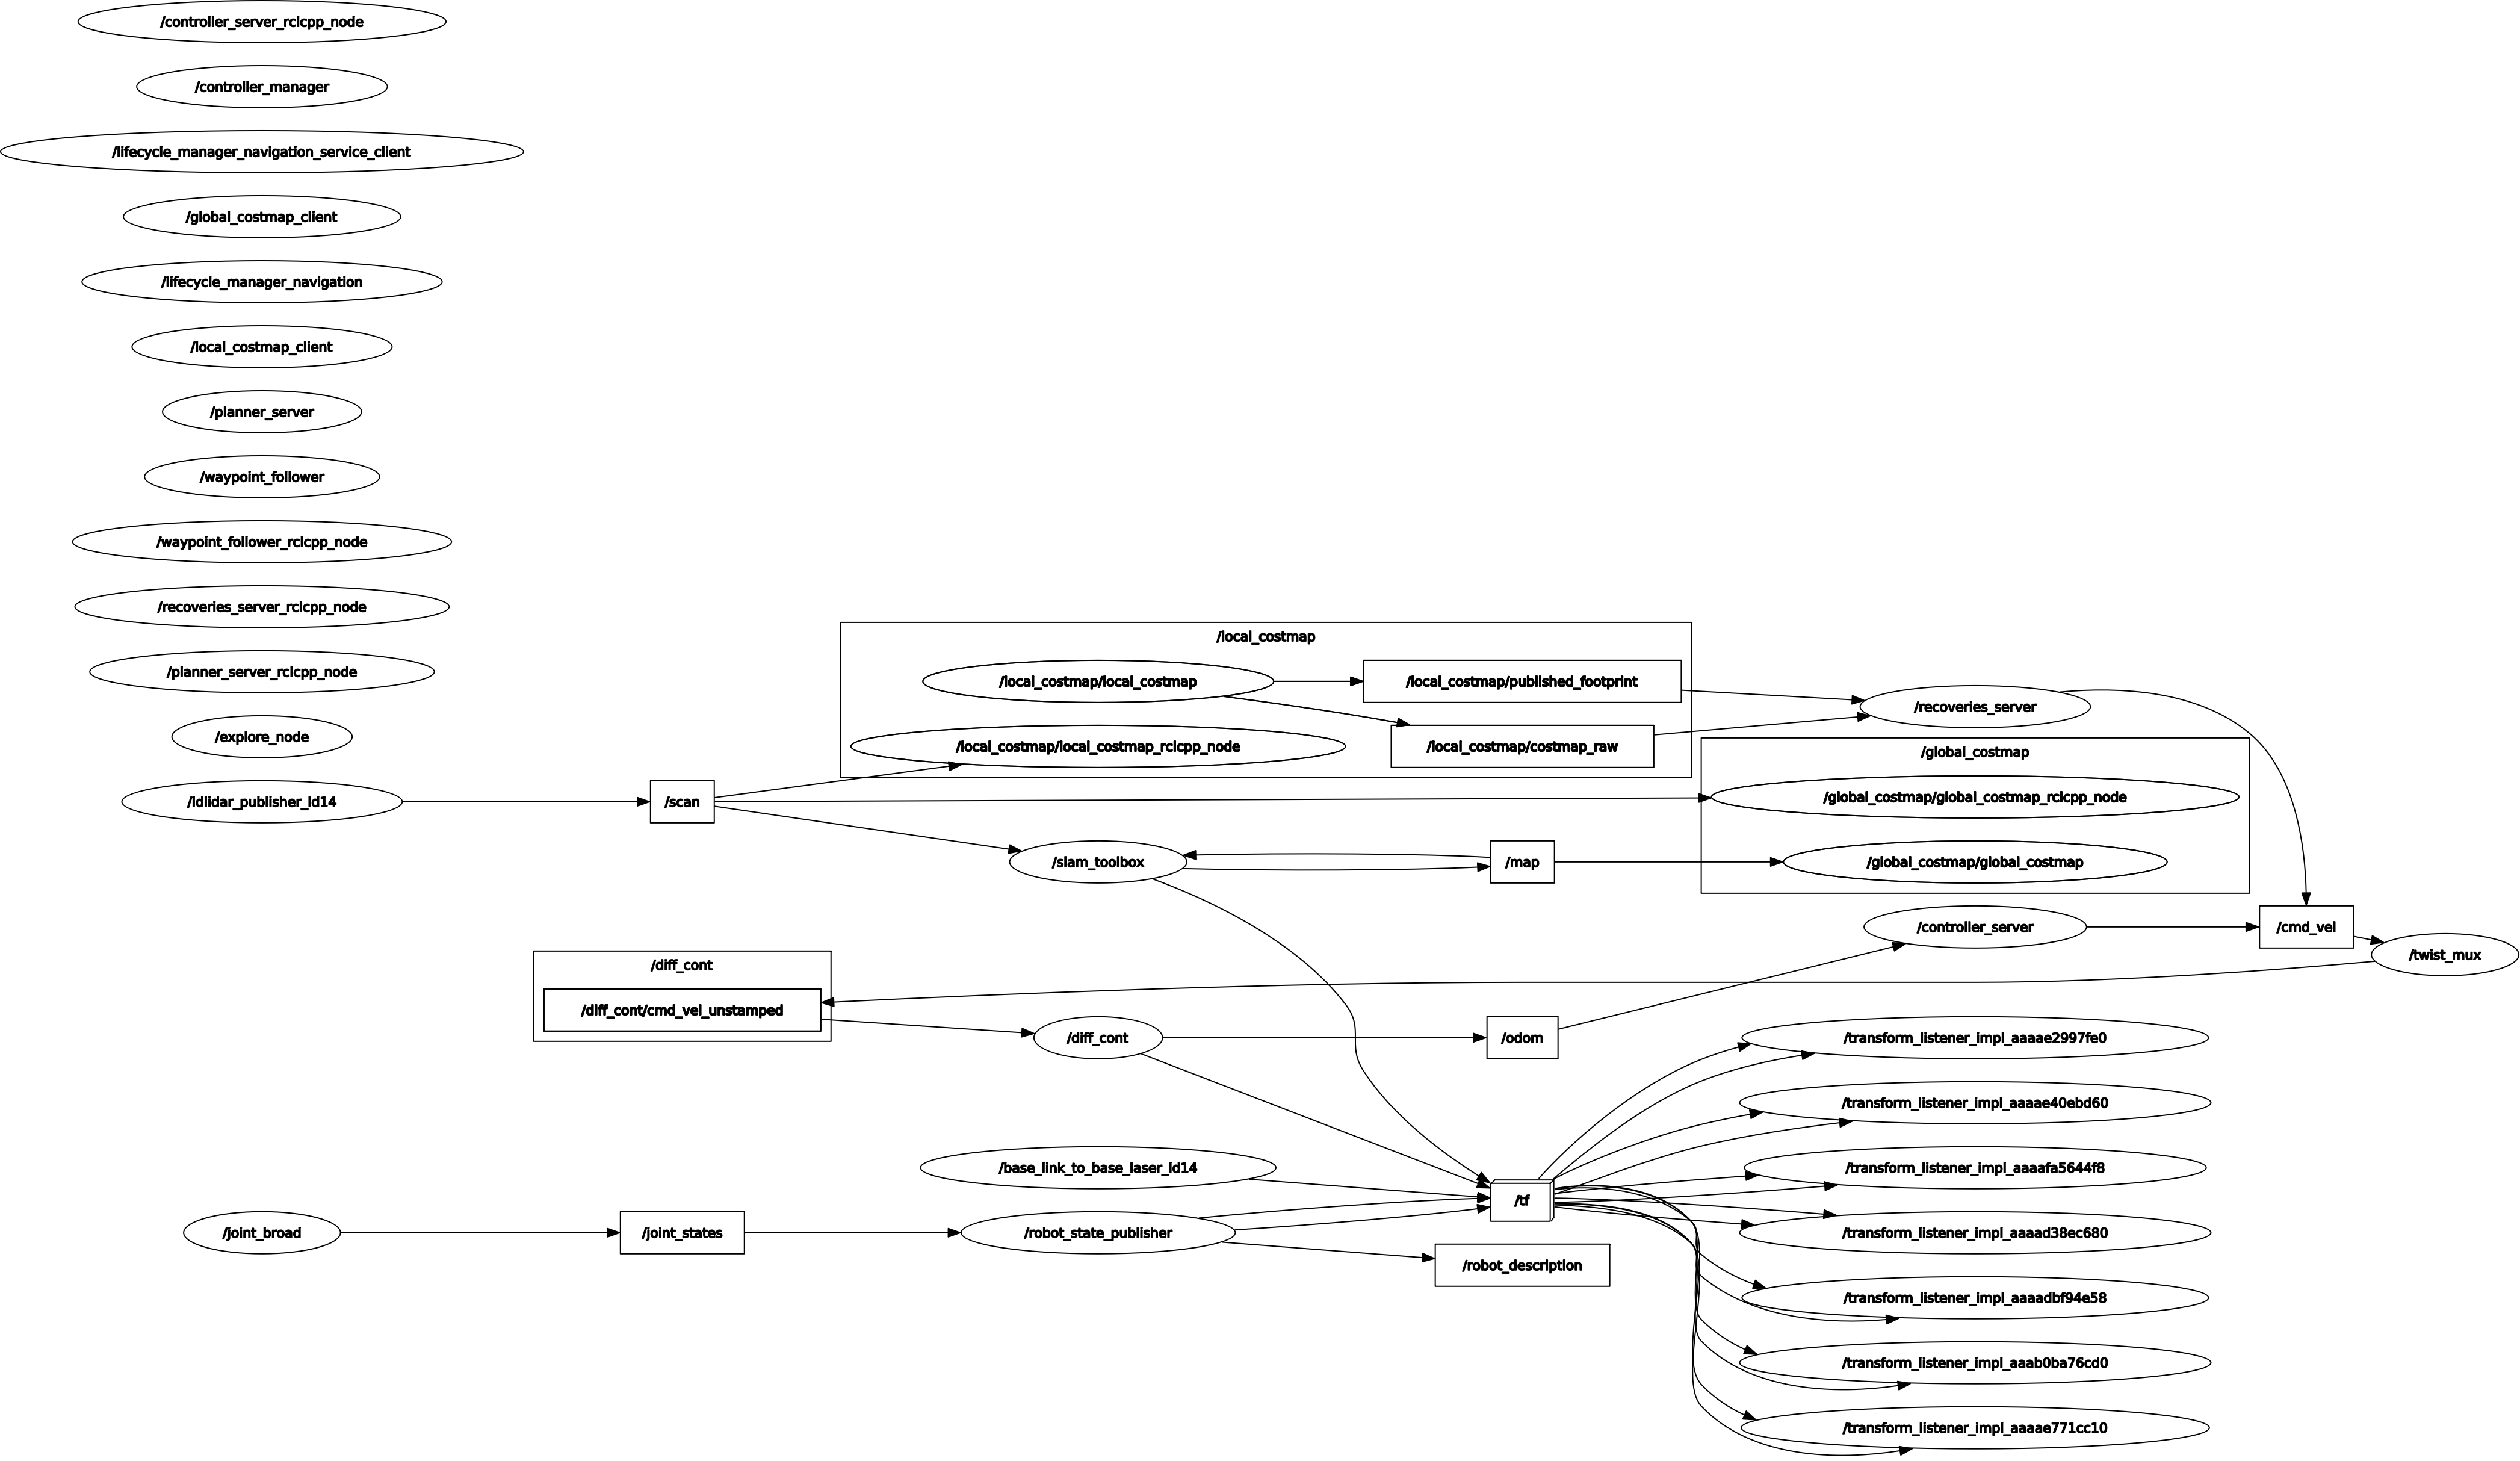 /controller_server_rclcpp_node
/controller_manager
/lifecycle_manager_navigation_service_client
/global_costmap_client
/lifecycle_manager_navigation
/local_costmap_client
/planner_server
/waypoint_follower
/waypoint_follower_rclcpp_node
/recoveries_server_rclcpp_node
/planner_server_rclcpp_node
/explore_node
/ldlidar_publisher_ld14
/scan
/local_costmap
/local_costmap/local_costmap
/local_costmap/published_footprint
/local_costmap/local_costmap_rclcpp_node
/local_costmap/costmap_raw
/recoveries_server
/global_costmap
/global_costmap/global_costmap_rclcpp_node
/global_costmap/global_costmap
/slam_toolbox
/map
/controller_server
/cmd_vel
/twist_mux
/diff_cont
/diff_cont/cmd_vel_unstamped
/diff_cont
/odom
/base_link_to_base_laser_ld14
/tf
/joint_broad
/joint_states
/robot_state_publisher
/robot_description
/transform_listener_impl_aaaae2997fe0
/transform_listener_impl_aaaae40ebd60
/transform_listener_impl_aaaafa5644f8
/transform_listener_impl_aaaad38ec680
/transform_listener_impl_aaaadbf94e58
/transform_listener_impl_aaab0ba76cd0
/transform_listener_impl_aaaae771cc10